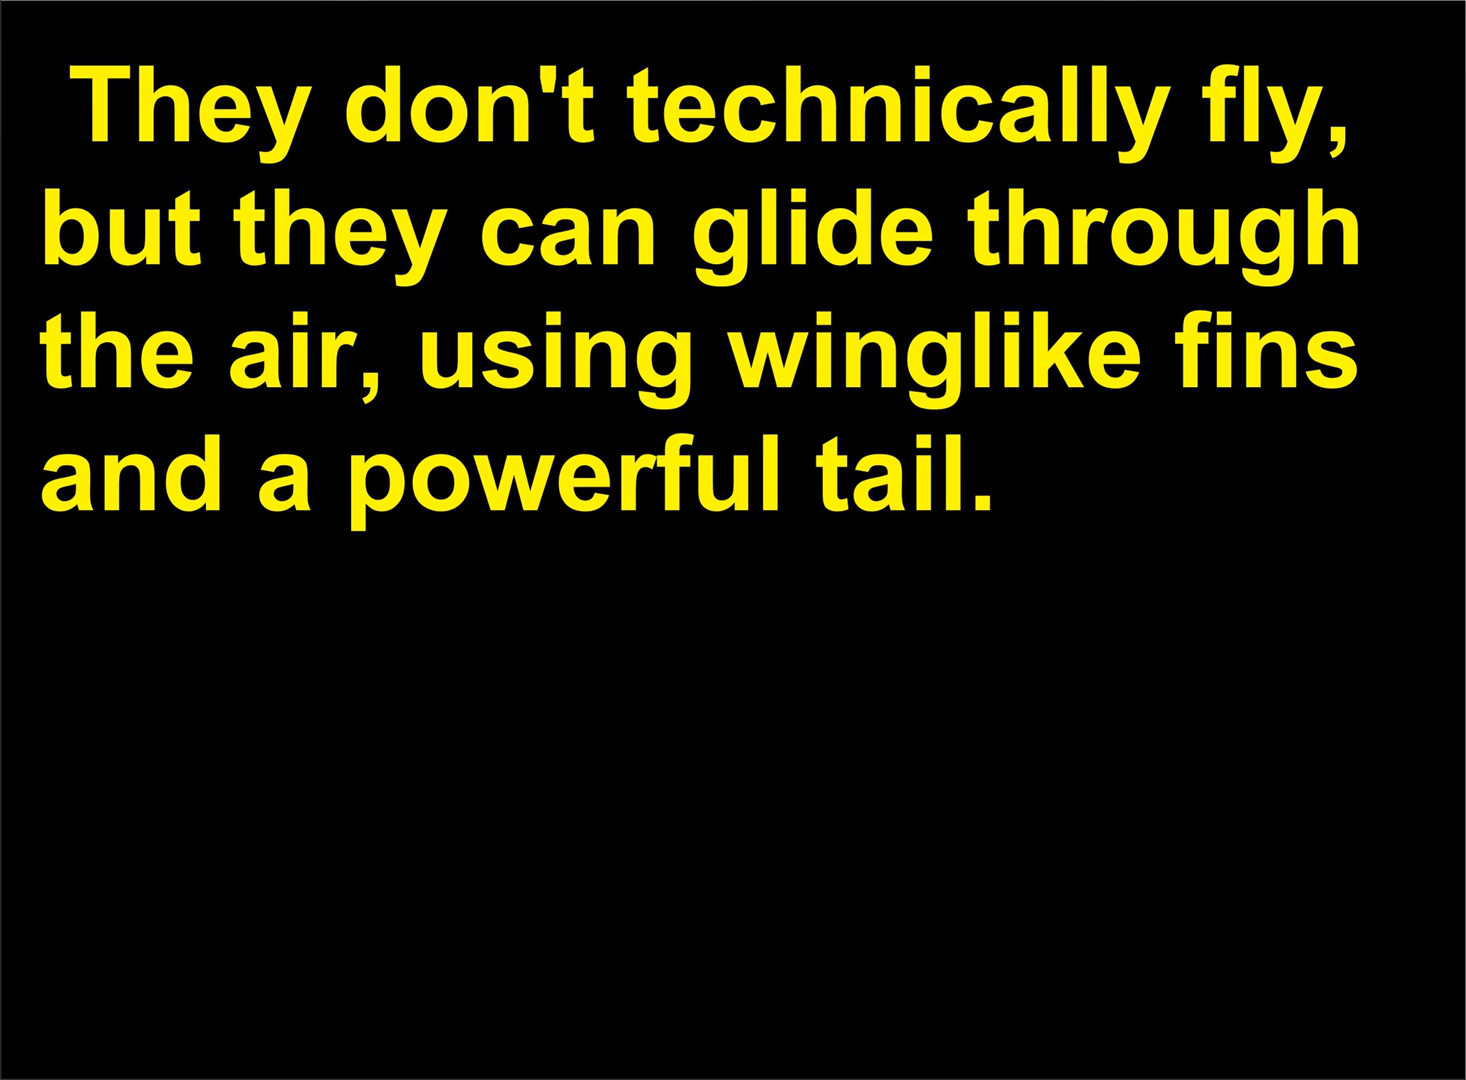 They don't technically fly,
but they can glide through
the air, using winglike fins
and a powerful tail.